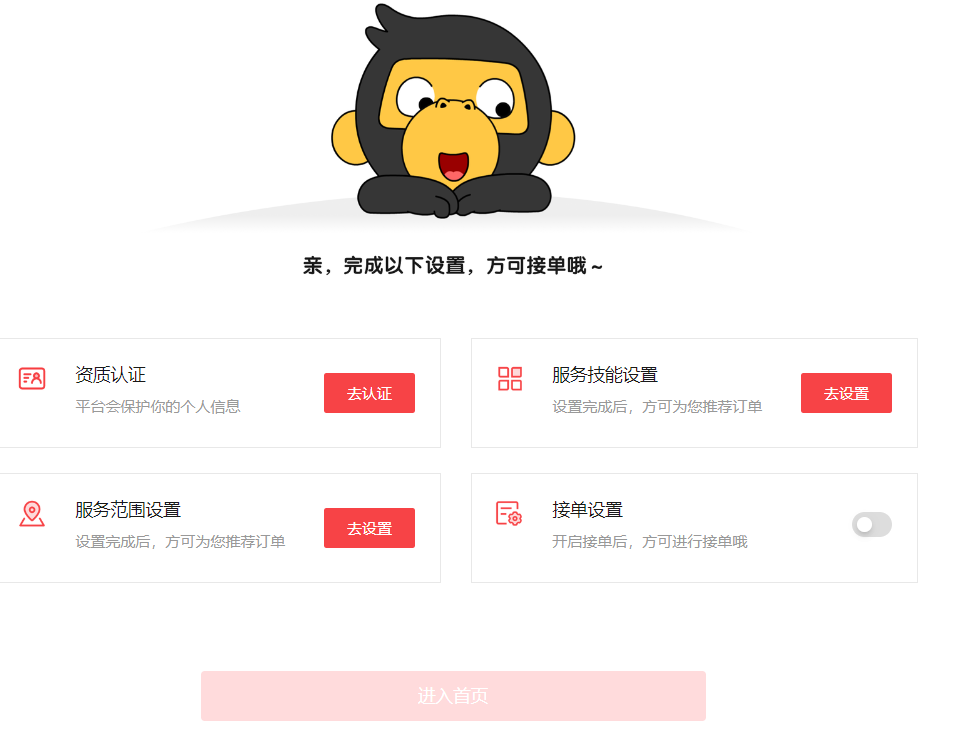 亲，完成以下设置，方可接单哦～
资质认证
平台会保护你的个人信息
去认证
服务技能设置
设置完成后，方可为您推荐订单
去设置
服务范围设置
设置完成后，方可为您推荐订单
去设置
接单设置
开启接单后，方可进行接单哦
进入首页